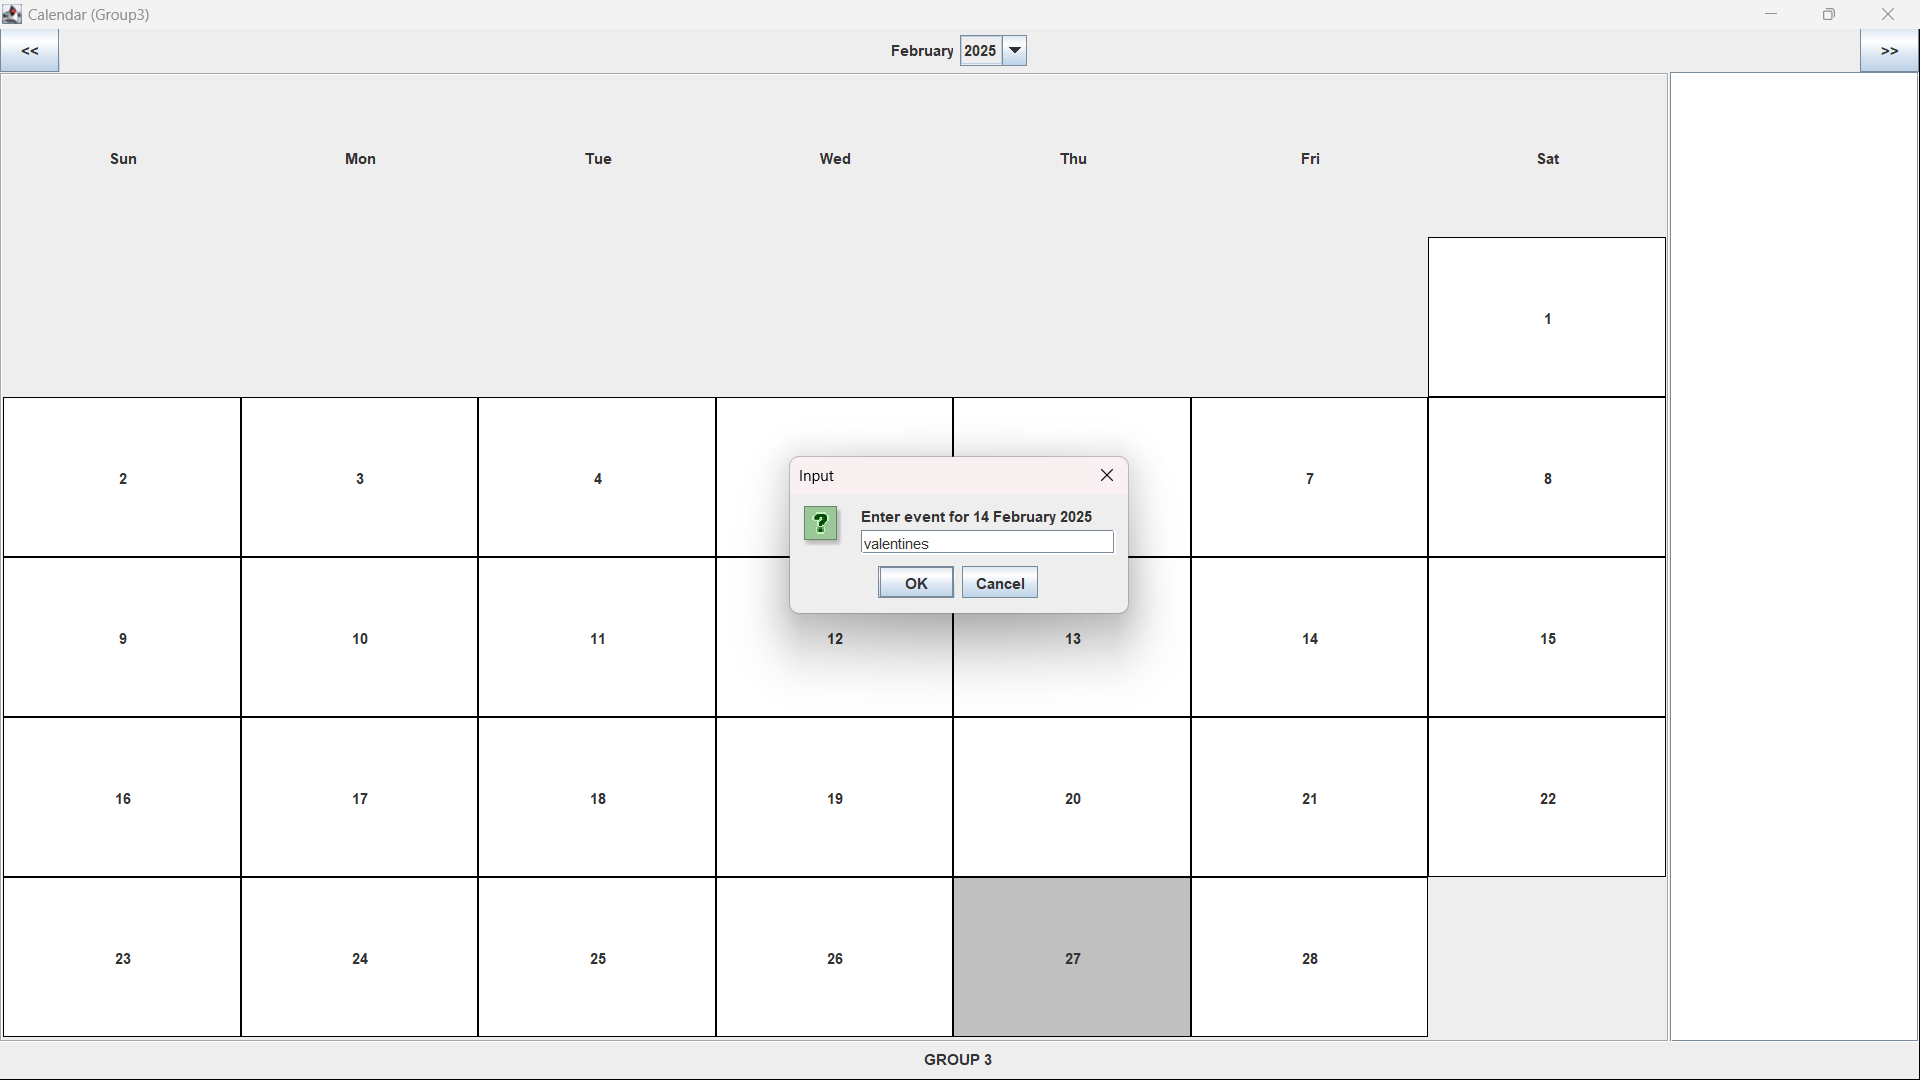 Calendar (Group3)
<< February 2025 >>
Sun Mon Tue Wed Thu Fri Sat
1
2 3 4 7 8
Input
? Enter event for 14 February 2025
valentines
OK Cancel
9 10 11 12 13 14 15
16 17 18 19 20 21 22
23 24 25 26 27 28
GROUP 3